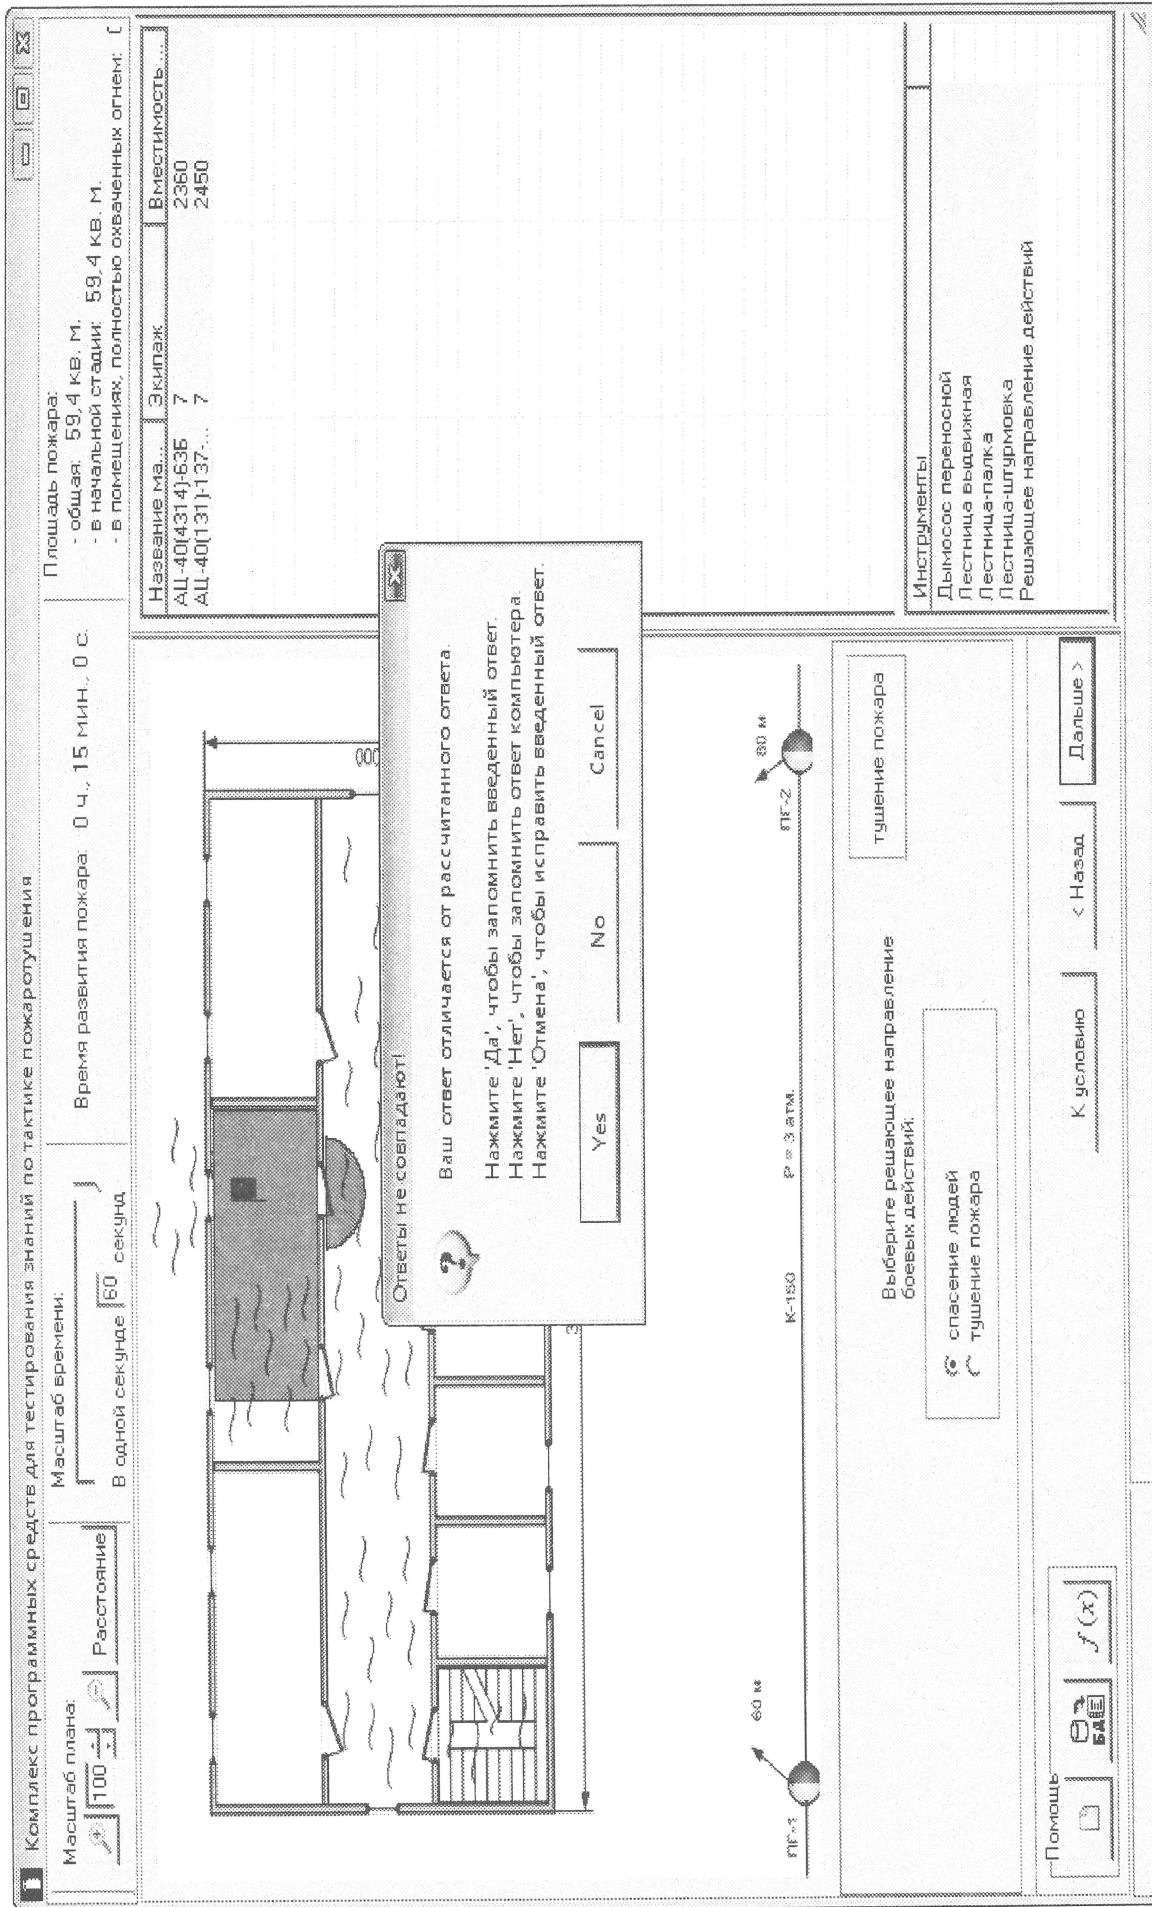 Комплекс программных средств для тестирования знаний по тактике пожаротушения
Масштаб плана:
100
Расстояние
Масштаб времени:
В одной секунде 60 секунд
Время развития пожара: 0 ч., 15 мин., 0 с.
Площадь пожара:
- общая: 59,4 кв. м.
- в начальной стадии: 59,4 кв. м.
- в помещениях, полностью охваченных огнем:
Название ма... Экипаж Вместимость ...
АЦ-40(4314)-63Б 7 2360
АЦ-40(131)-137-... 7 2450
Ответы не совпадают!
Ваш ответ отличается от рассчитанного ответа.
Нажмите 'Да', чтобы запомнить введенный ответ.
Нажмите 'Нет', чтобы запомнить ответ компьютера.
Нажмите 'Отмена', чтобы исправить введенный ответ.
Yes No Cancel
3
60 м
80 м
ПГ-1
К-150
Р = 3 атм.
ПГ-2
Инструменты
Дымосос переносной
Лестница выдвижная
Лестница-палка
Лестница-штурмовка
Решающее направление действий
Выберите решающее направление
боевых действий:
спасение людей
тушение пожара
тушение пожара
Помощь
БД
f(x)
К условию
< Назад
Дальше >